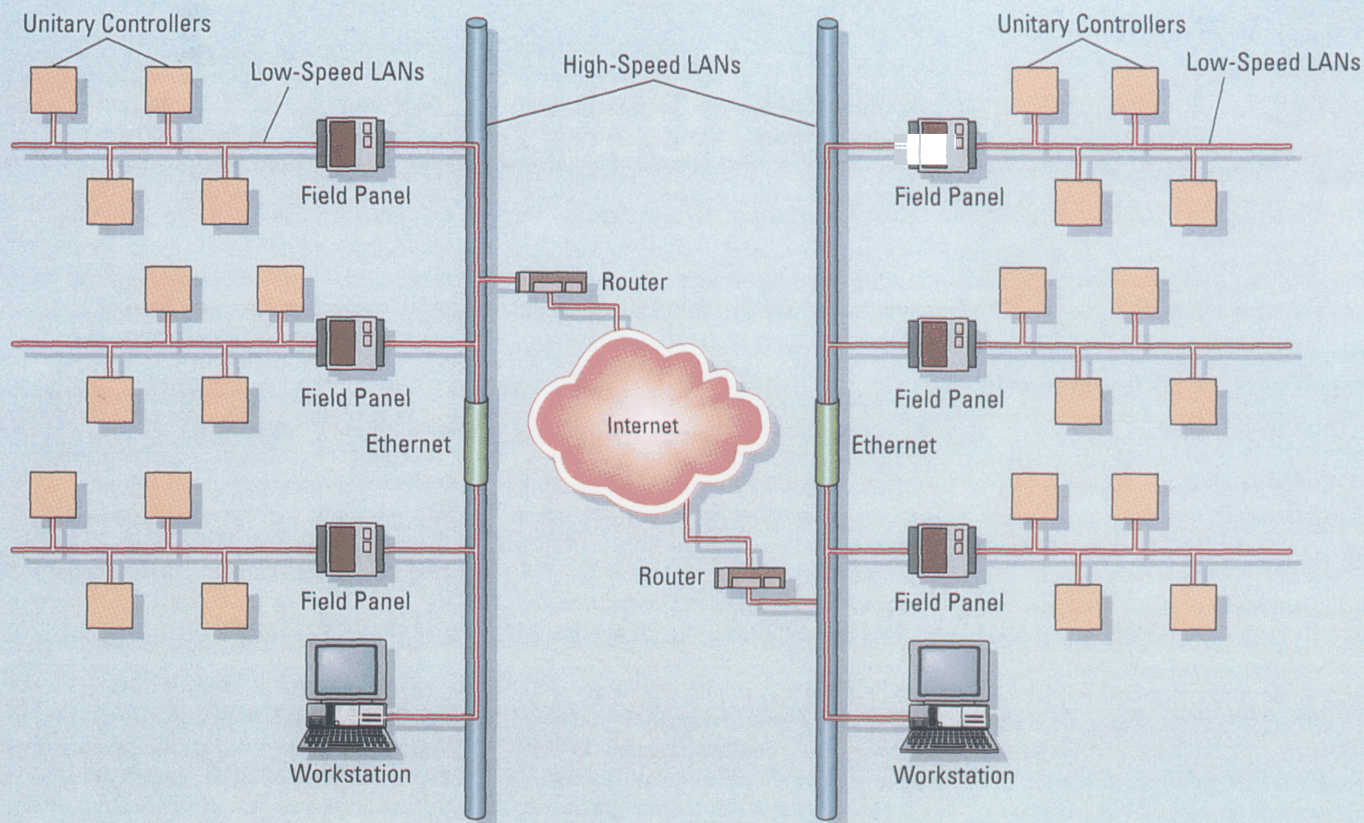 Unitary Controllers
Unitary Controllers
Low-Speed LANs
High-Speed LANs
Low-Speed LANs
Field Panel
Field Panel
Router
Field Panel
Field Panel
Internet
Ethernet
Ethernet
Router
Field Panel
Field Panel
Workstation
Workstation